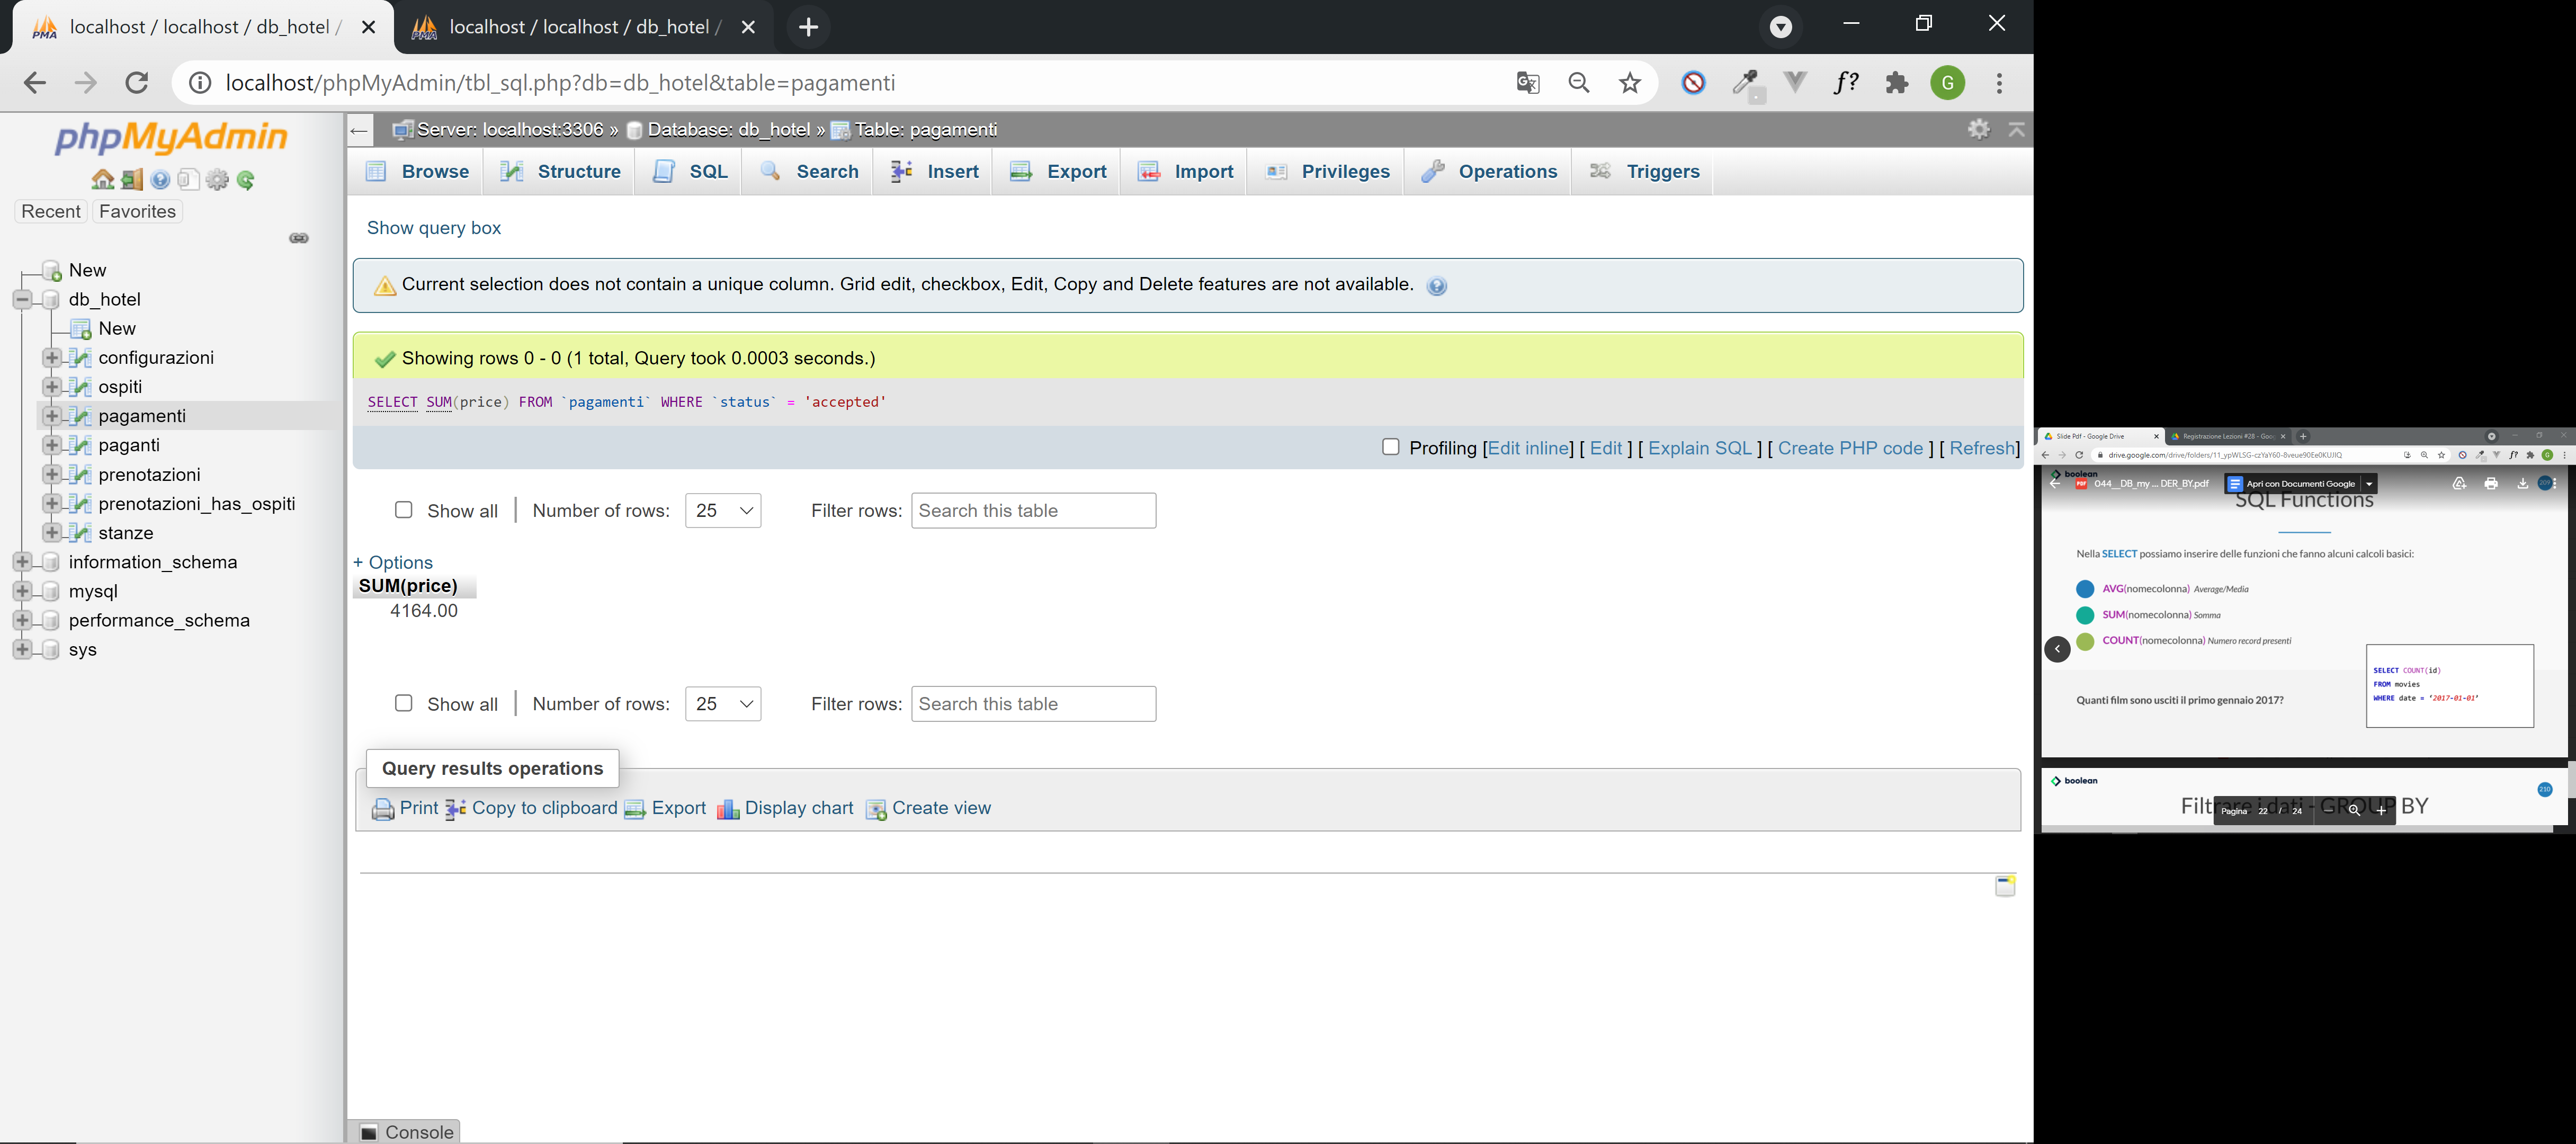 localhost / localhost / db_hotel /
localhost / localhost / db_hotel /
localhost/phpMyAdmin/tbl_sql.php?db=db_hotel&table=pagamenti
G
phpMyAdmin
Recent
Favorites
New
db_hotel
New
configurazioni
ospiti
pagamenti
paganti
prenotazioni
prenotazioni_has_ospiti
stanze
information_schema
mysql
performance_schema
sys
Server: localhost:3306 » Database: db_hotel » Table: pagamenti
Browse Structure SQL Search Insert Export Import Privileges Operations Triggers
Show query box
Current selection does not contain a unique column. Grid edit, checkbox, Edit, Copy and Delete features are not available.
Showing rows 0 - 0 (1 total, Query took 0.0003 seconds.)
SELECT SUM(price) FROM `pagamenti` WHERE `status` = 'accepted'
Profiling [Edit inline] [ Edit ] [ Explain SQL ] [ Create PHP code ] [ Refresh]
Show all | Number of rows: 25 Filter rows: Search this table
+ Options
SUM(price)
4164.00
Show all | Number of rows: 25 Filter rows: Search this table
Query results operations
Print Copy to clipboard Export Display chart Create view
Console
Slide Pdf - Google Drive
Registrazione Lezioni #28 - Goo
boolean
044__DB_my ... DER_BY.pdf
Apri con Documenti Google
209
SQL Functions
Nella SELECT possiamo inserire delle funzioni che fanno alcuni calcoli basici:
AVG(nomecolonna) Average/Media
SUM(nomecolonna) Somma
COUNT(nomecolonna) Numero record presenti
SELECT COUNT(id)
FROM movies
WHERE date = '2017-01-01'
Quanti film sono usciti il primo gennaio 2017?
boolean
210
Filtrare i dati - GROUP BY
Pagina 22 / 24